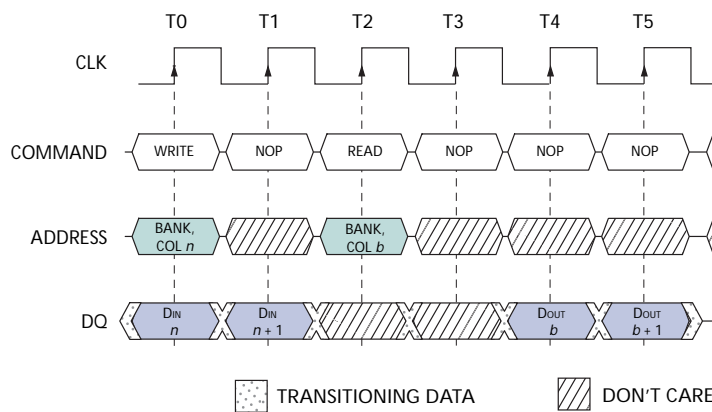 T0 T1 T2 T3 T4 T5
CLK
COMMAND WRITE NOP READ NOP NOP NOP
ADDRESS
BANK,
COL n
BANK,
COL b
DQ
DIN
n
DIN
n + 1
DOUT
b
DOUT
b + 1
TRANSITIONING DATA
DON'T CARE